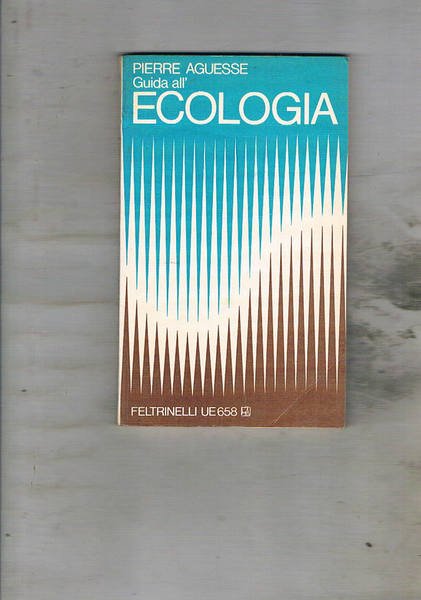 PIERRE AGUESSE
Guida all'
ECOLOGIA
FELTRINELLI UE 658